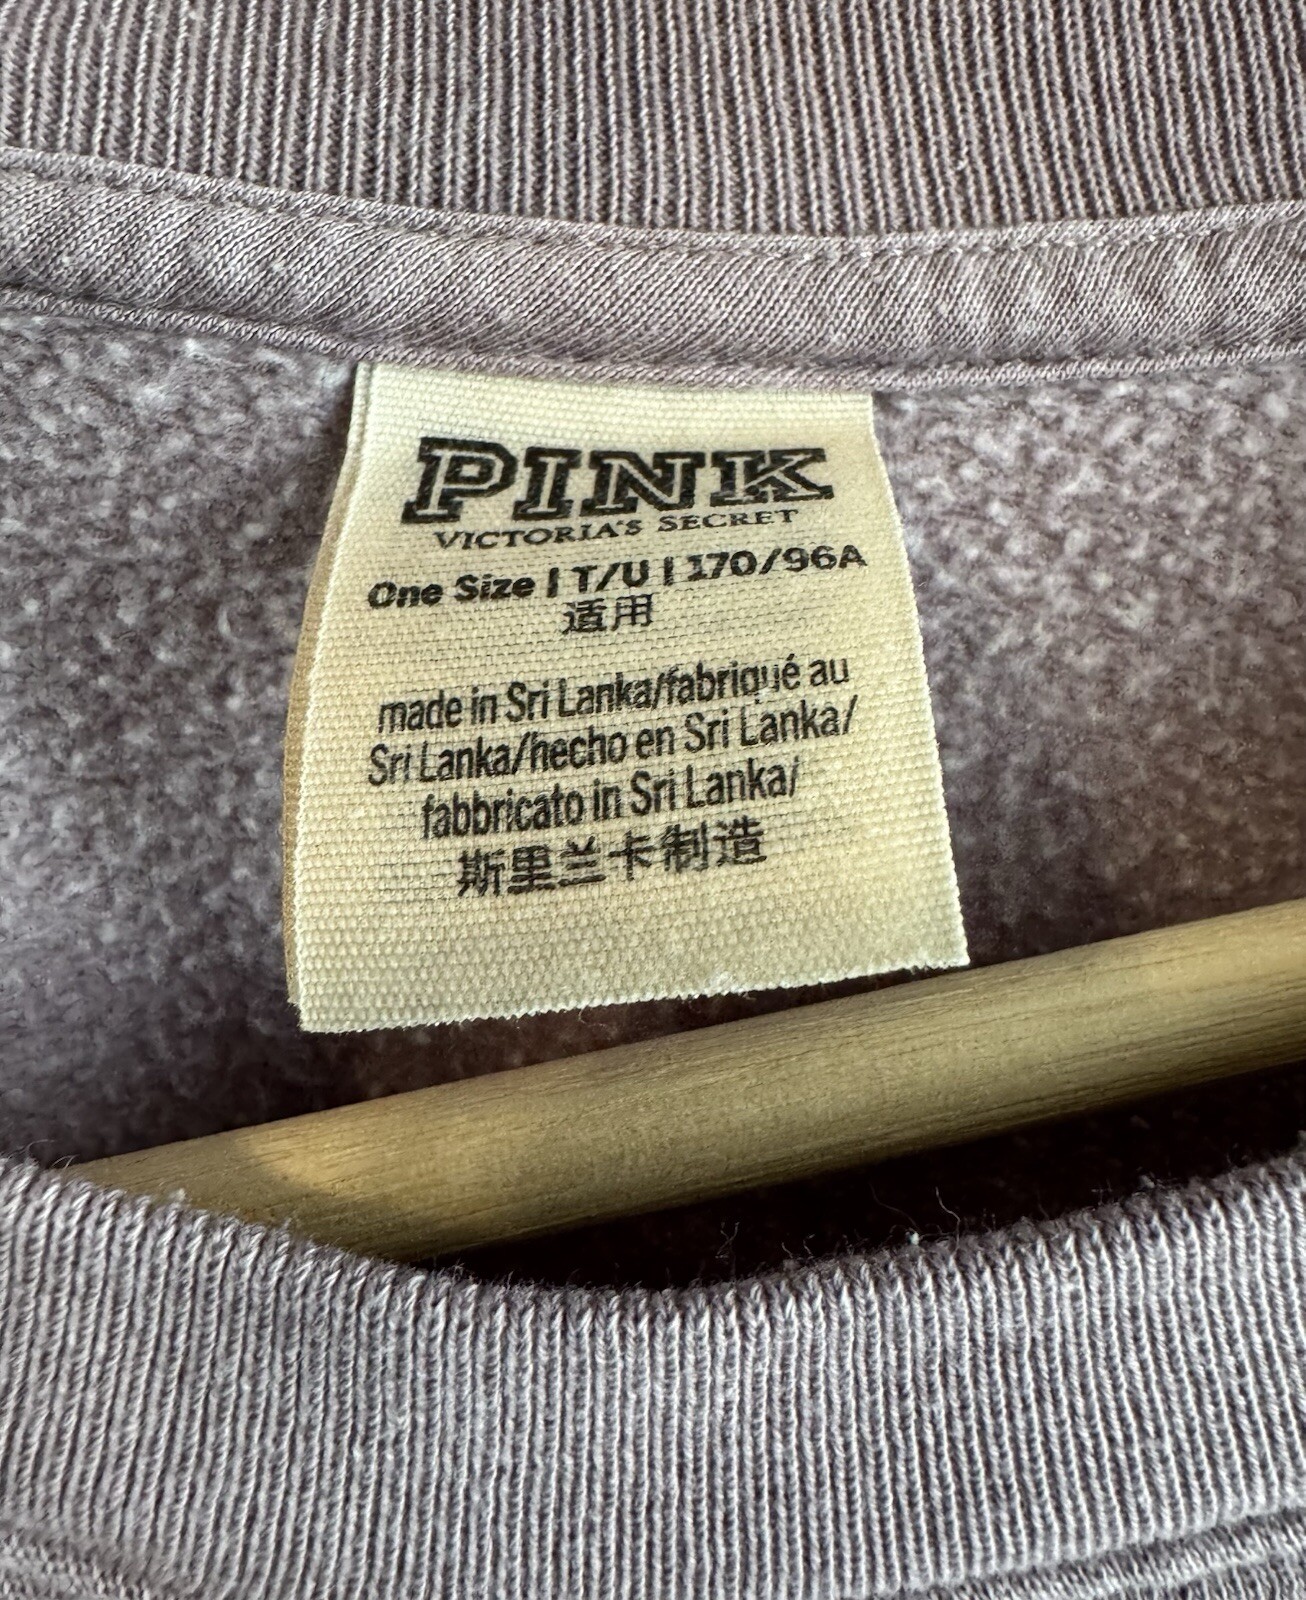 PINK
VICTORIA'S SECRET
One Size | T/U | 170/96A
适用
made in Sri Lanka/fabriqué au
Sri Lanka/hecho en Sri Lanka/
fabbricato in Sri Lanka/
斯里兰卡制造